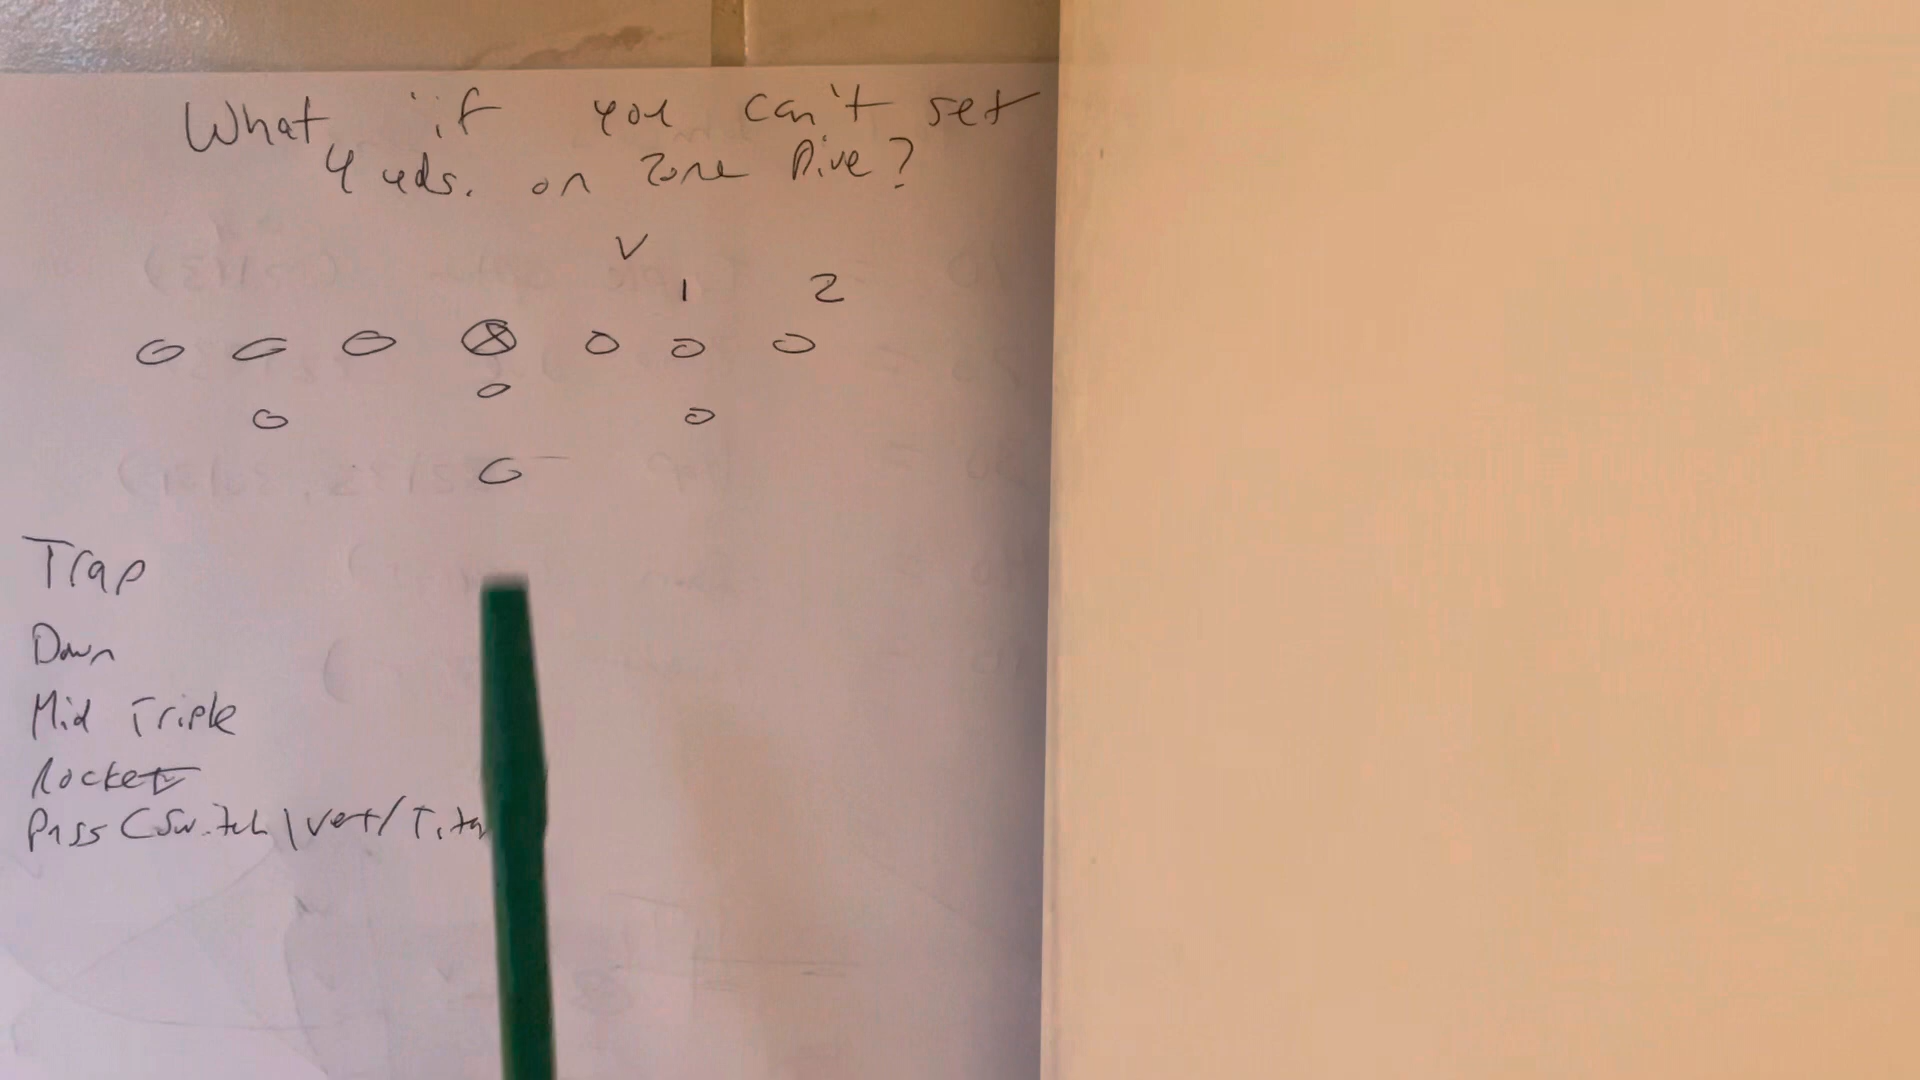 What if you can't get
4 yds. on Zone Dive?
V
1 2
Trap
Down
Mid Triple
Rocket
Pass (Switch/Vert/